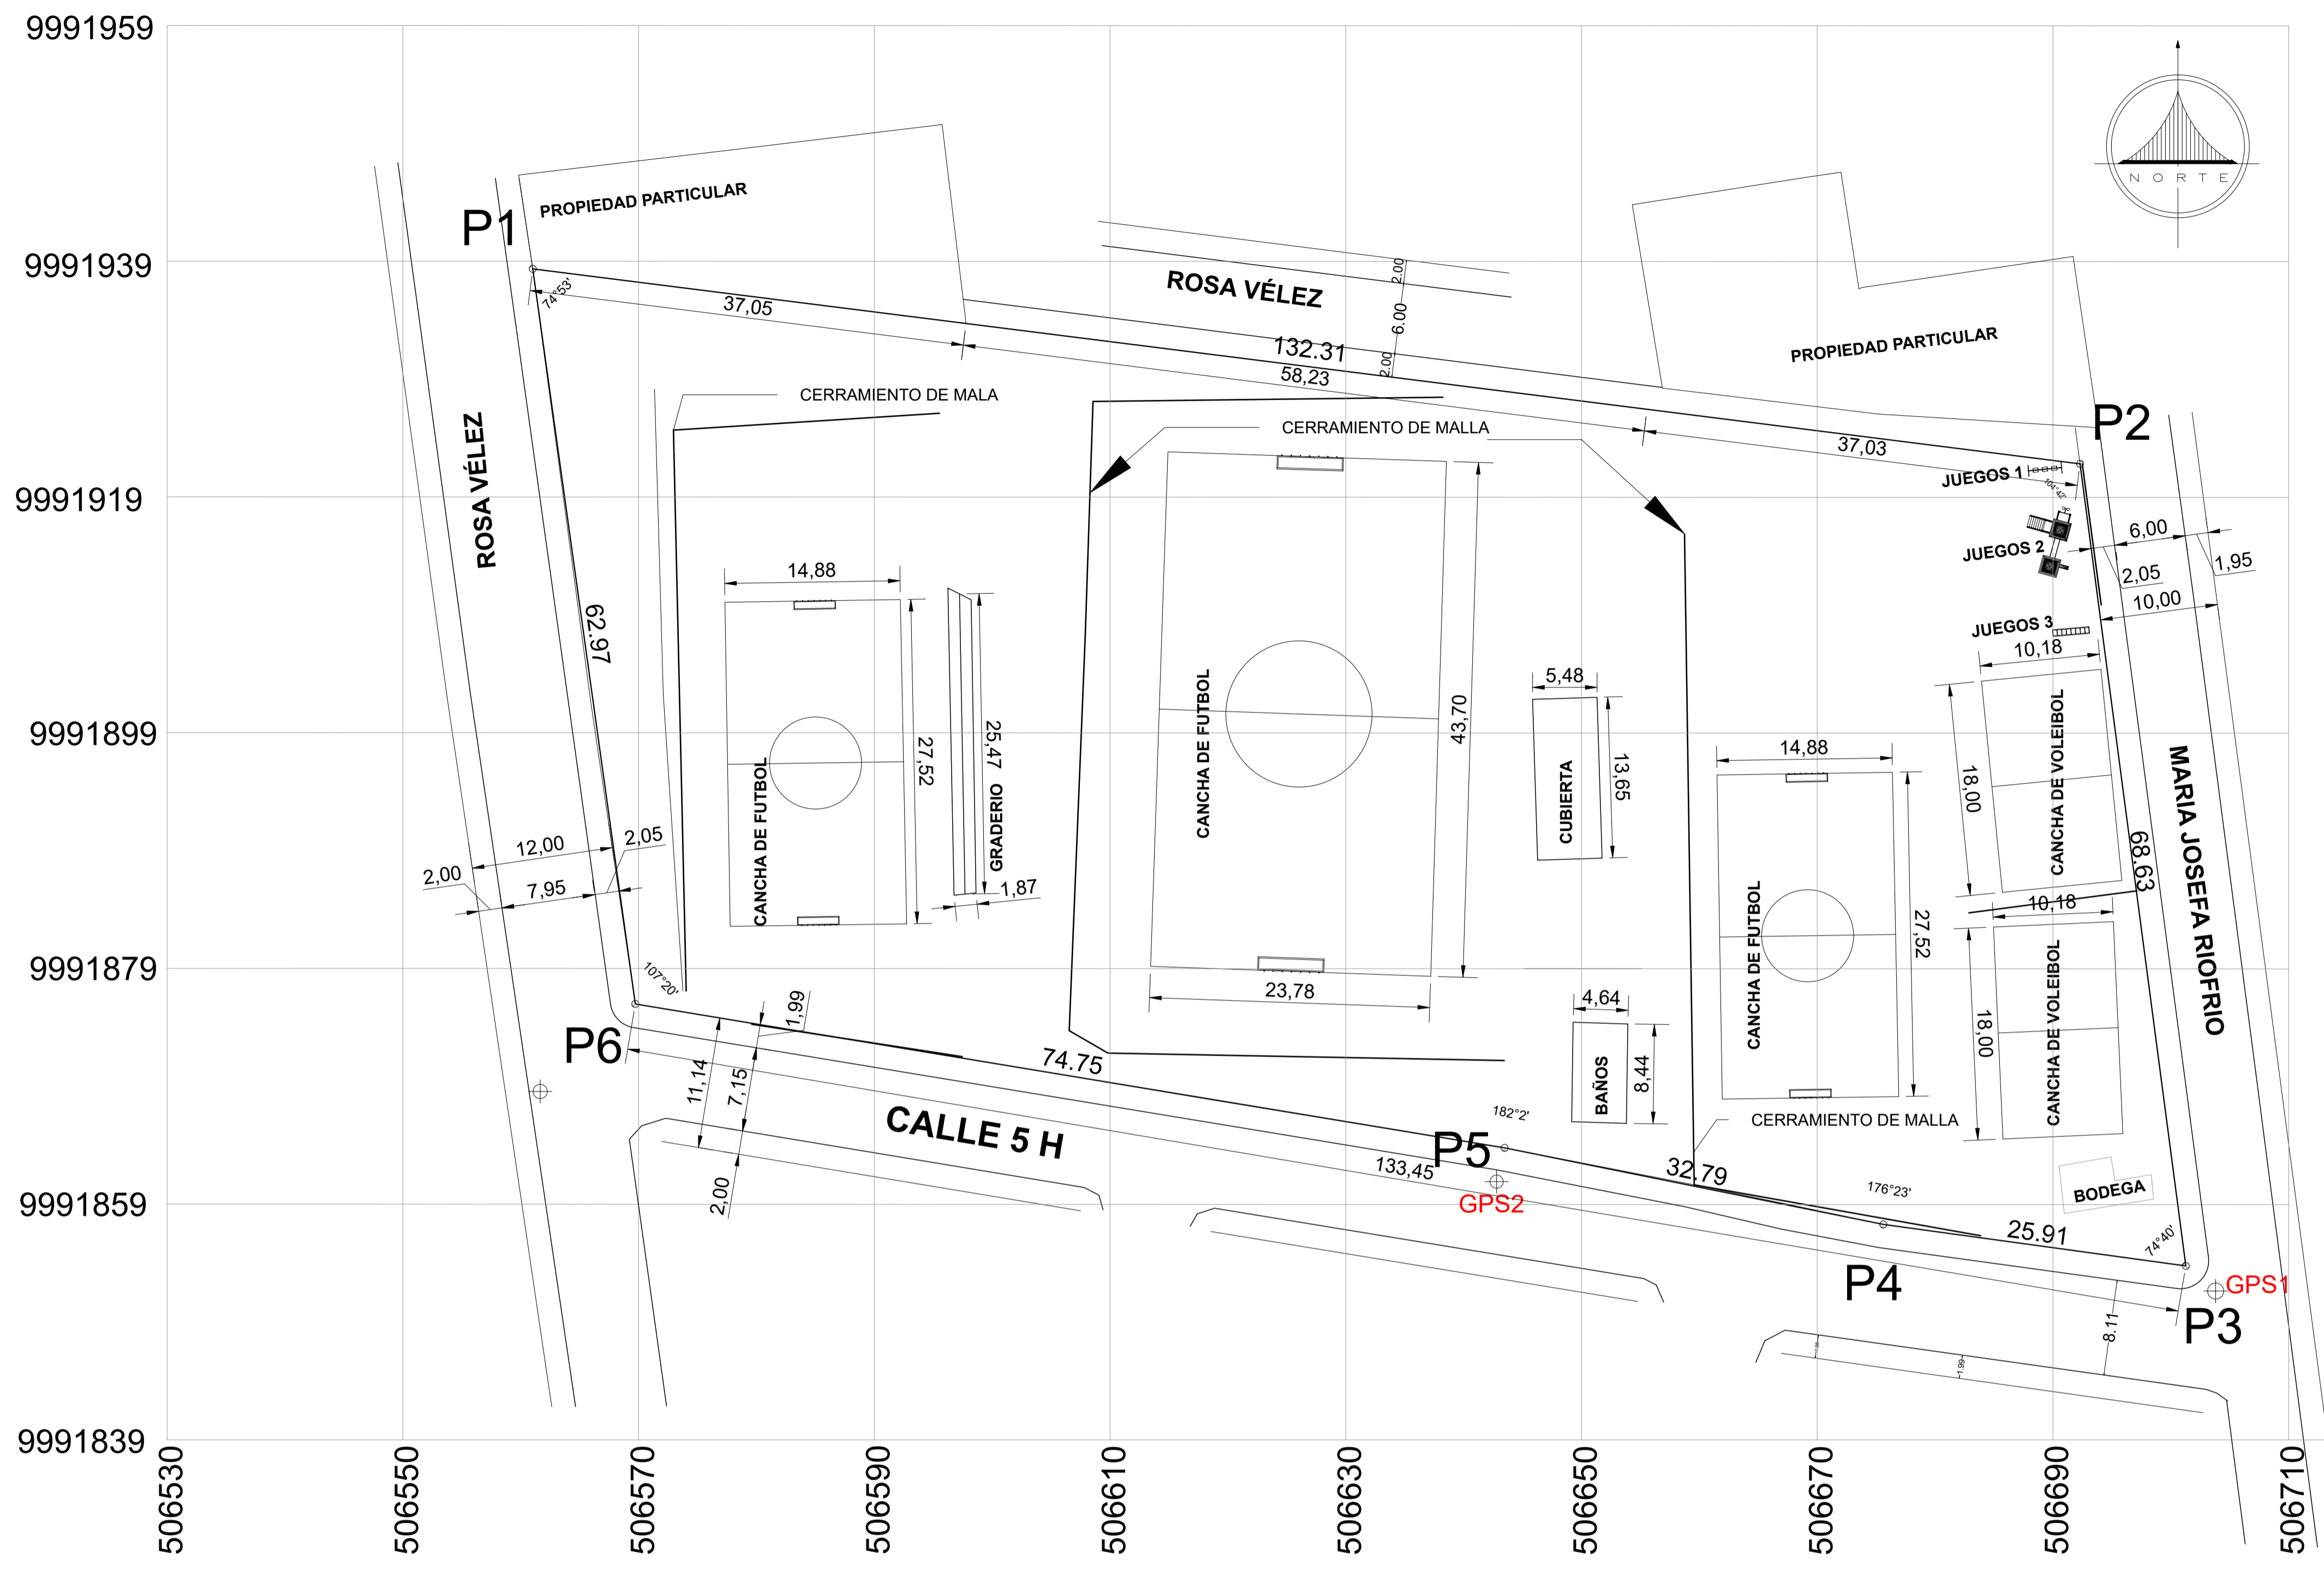 9991959
9991939
9991919
9991899
9991879
9991859
9991839
506530
506550
506570
506590
506610
506630
506650
506670
506690
506710
NORTE
P1
PROPIEDAD PARTICULAR
74°53'
37,05
ROSA VÉLEZ
2.00
6.00
2.00
132.31
58,23
PROPIEDAD PARTICULAR
P2
37,03
CERRAMIENTO DE MALA
CERRAMIENTO DE MALLA
ROSA VÉLEZ
JUEGOS 1
104°42'
JUEGOS 2
6,00
1,95
2,05
10,00
JUEGOS 3
10,18
62.97
14,88
27,52
CANCHA DE FUTBOL
25,47
GRADERIO
1,87
CANCHA DE FUTBOL
43,70
23,78
5,48
13,65
CUBIERTA
14,88
27,52
CANCHA DE FUTBOL
18,00
CANCHA DE VOLEIBOL
MARIA JOSEFA RIOFRIO
68.63
10,18
18,00
CANCHA DE VOLEIBOL
12,00
2,05
2,00
7,95
107°20'
P6
1,99
11,14
7,15
2,00
74.75
CALLE 5 H
133,45
4,64
8,44
BAÑOS
182°2'
P5
GPS2
32.79
CERRAMIENTO DE MALLA
176°23'
BODEGA
74°40'
25.91
P4
GPS1
P3
8.11
1.99